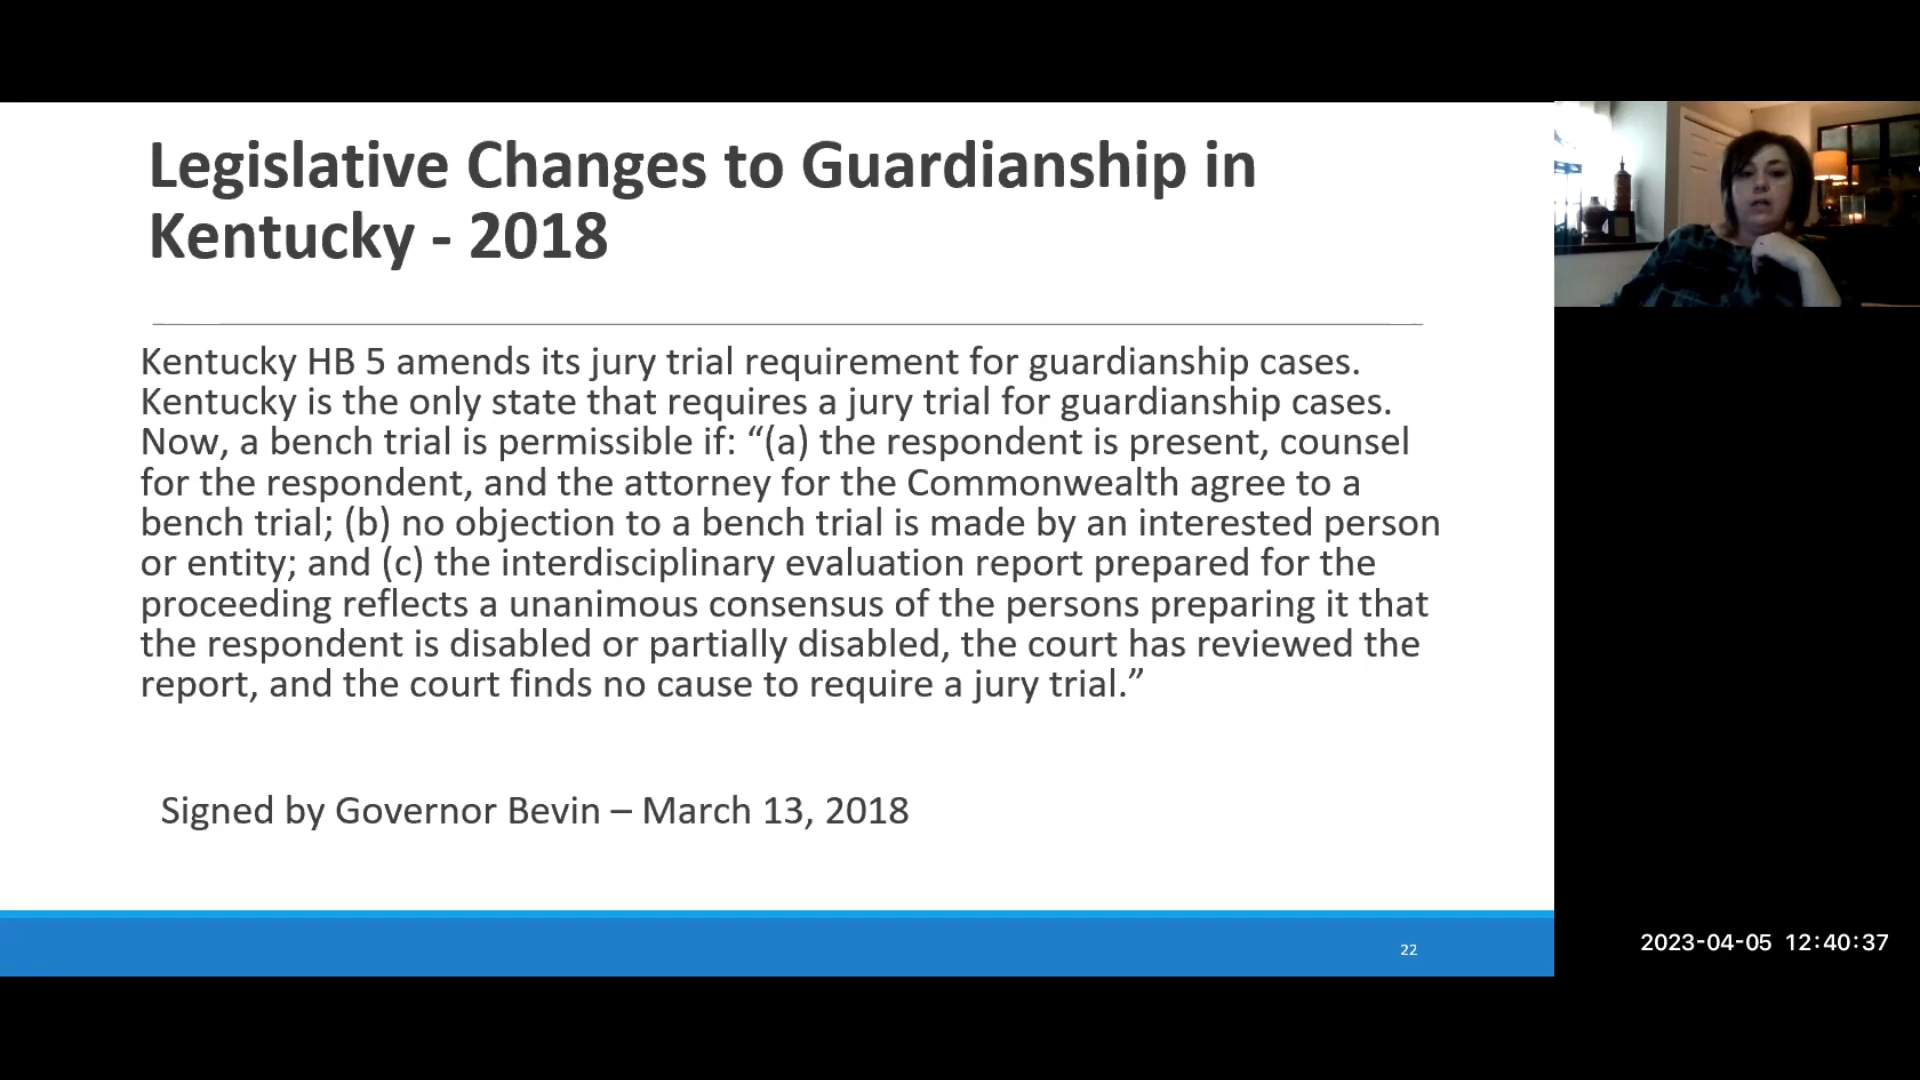 Legislative Changes to Guardianship in
Kentucky - 2018
Kentucky HB 5 amends its jury trial requirement for guardianship cases.
Kentucky is the only state that requires a jury trial for guardianship cases.
Now, a bench trial is permissible if: “(a) the respondent is present, counsel
for the respondent, and the attorney for the Commonwealth agree to a
bench trial; (b) no objection to a bench trial is made by an interested person
or entity; and (c) the interdisciplinary evaluation report prepared for the
proceeding reflects a unanimous consensus of the persons preparing it that
the respondent is disabled or partially disabled, the court has reviewed the
report, and the court finds no cause to require a jury trial.”
Signed by Governor Bevin – March 13, 2018
22
2023-04-05 12:40:37